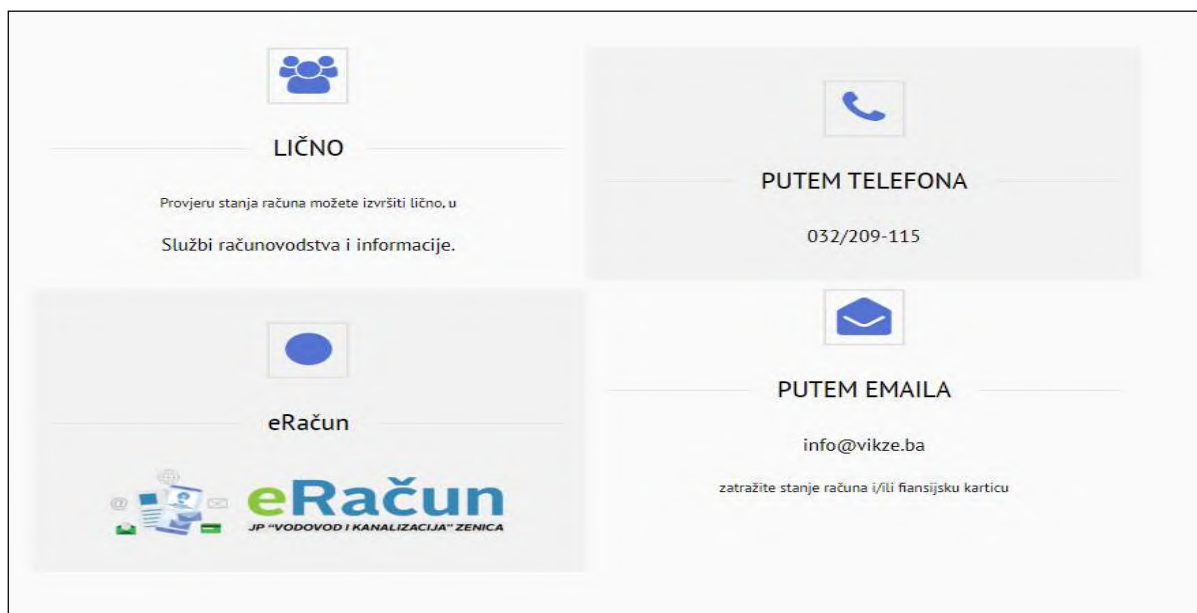 LIČNO
Provjeru stanja računa možete izvršiti lično, u
Službi računovodstva i informacije.
PUTEM TELEFONA
032/209-115
eRačun
@
eRačun
JP "VODOVOD I KANALIZACIJA" ZENICA
PUTEM EMAILA
info@vikze.ba
zatražite stanje računa i/ili fiansijsku karticu